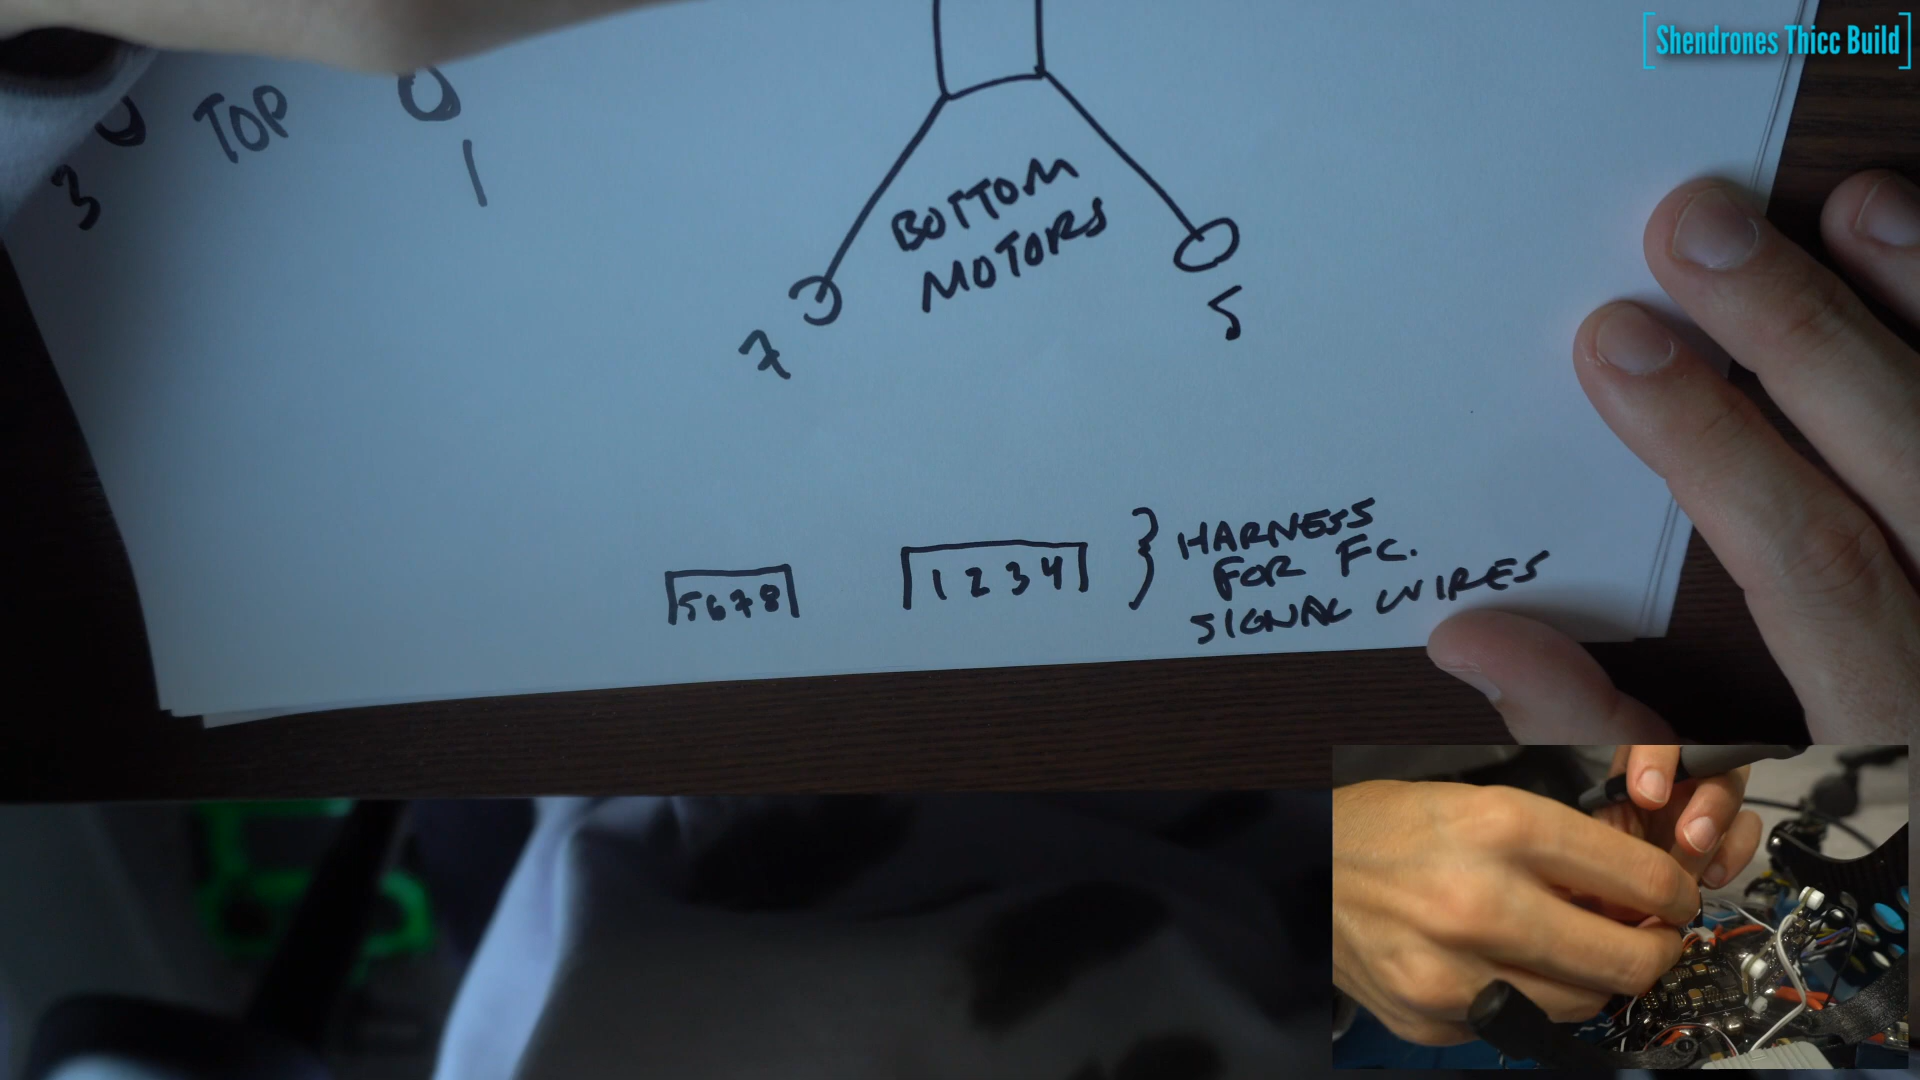 [Shendrones Thicc Build]
TOP
3
1
BOTTOM
MOTORS
7
5
5678
1234
} HARNESS
FOR FC.
SIGNAL WIRES